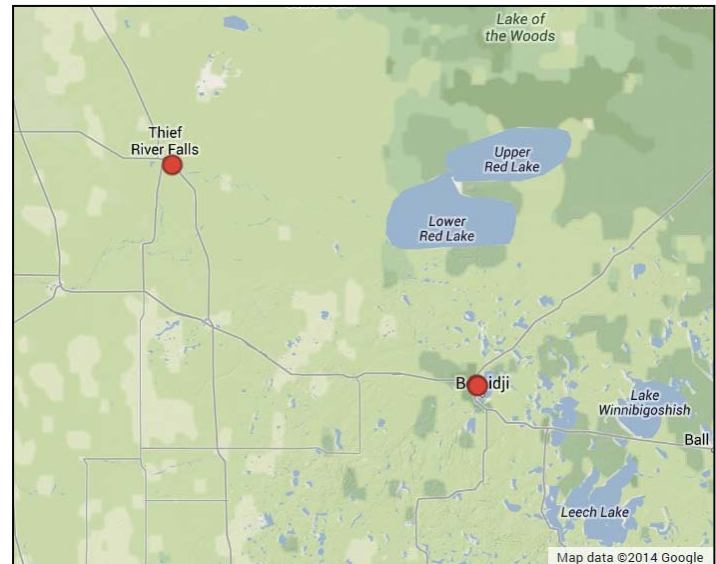 Lake of
the Woods
Thief
River Falls
Upper
Red Lake
Lower
Red Lake
B idji
Lake
Winnibigoshish
Ball
Leech Lake
Map data ©2014 Google